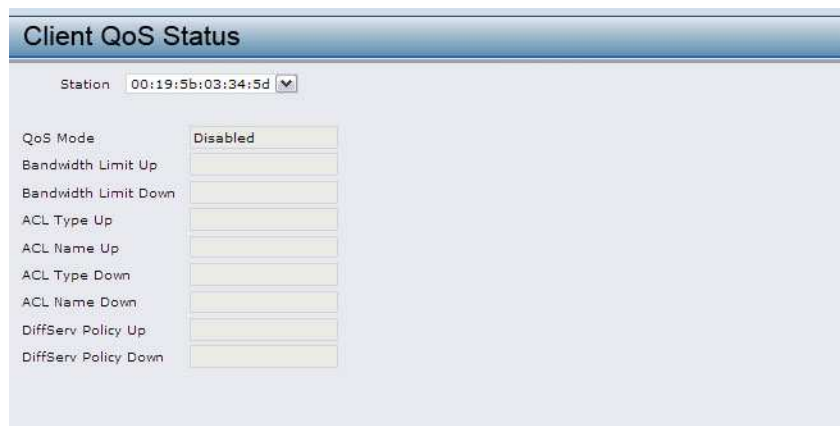 Client QoS Status
Station 00:19:5b:03:34:5d
QoS Mode Disabled
Bandwidth Limit Up
Bandwidth Limit Down
ACL Type Up
ACL Name Up
ACL Type Down
ACL Name Down
DiffServ Policy Up
DiffServ Policy Down